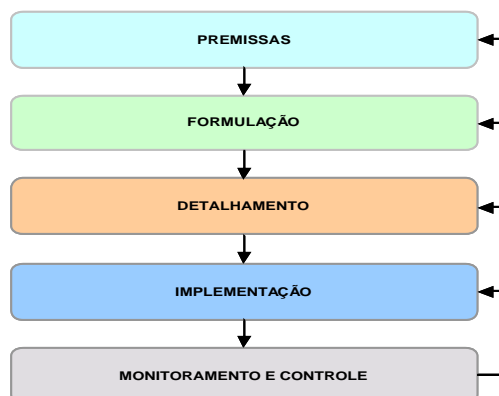 PREMISSAS
FORMULAÇÃO
DETALHAMENTO
IMPLEMENTAÇÃO
MONITORAMENTO E CONTROLE